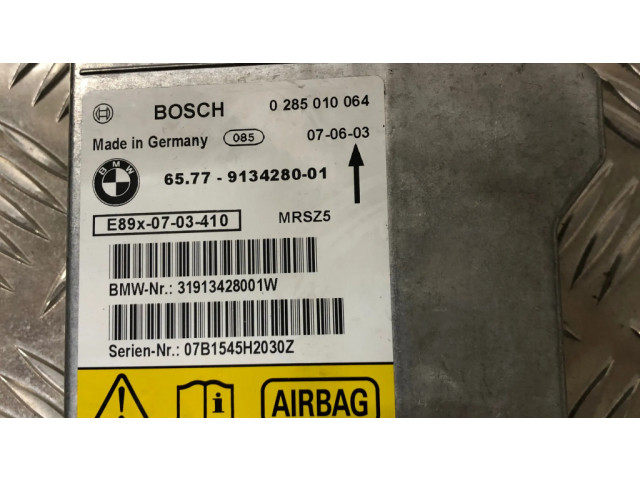 BOSCH 0 285 010 064
Made in Germany 085 07-06-03
BMW 65.77 - 9134280-01
E89x-07-03-410 MRSZ5
BMW-Nr.: 31913428001W
Serien-Nr.: 07B1545H2030Z
! i AIRBAG